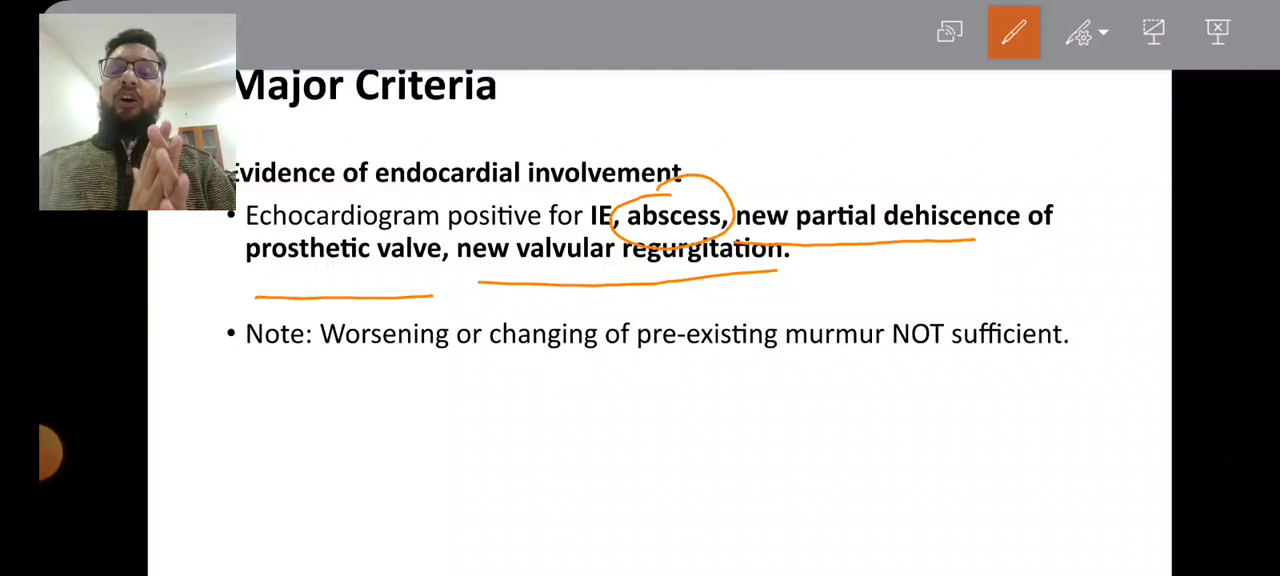 Major Criteria
Evidence of endocardial involvement
• Echocardiogram positive for IE, abscess, new partial dehiscence of
prosthetic valve, new valvular regurgitation.
• Note: Worsening or changing of pre-existing murmur NOT sufficient.